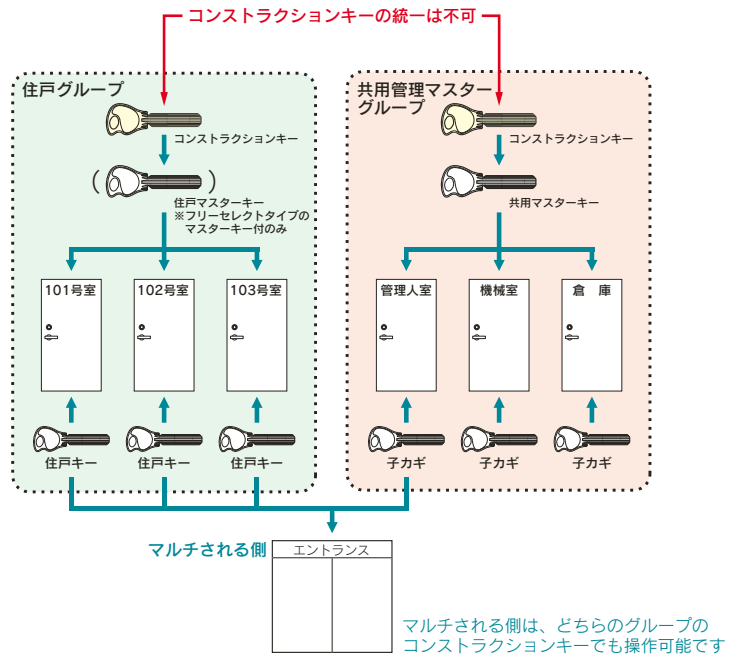 コンストラクションキーの統一は不可
住戸グループ
コンストラクションキー
( )
住戸マスターキー
※フリーセレクトタイプの
マスターキー付のみ
101号室
102号室
103号室
住戸キー
住戸キー
住戸キー
共用管理マスター
グループ
コンストラクションキー
共用マスターキー
管理人室
機械室
倉 庫
子カギ
子カギ
子カギ
マルチされる側
エントランス
マルチされる側は、どちらのグループの
コンストラクションキーでも操作可能です